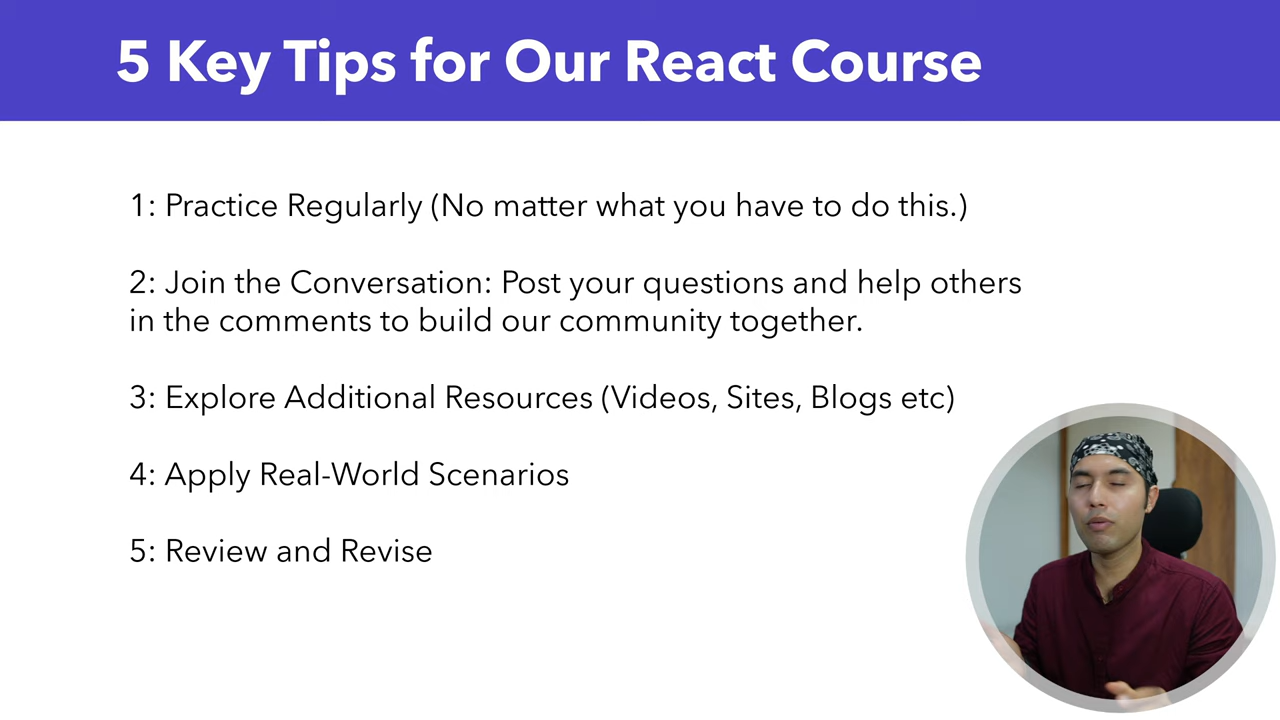 5 Key Tips for Our React Course
1: Practice Regularly (No matter what you have to do this.)
2: Join the Conversation: Post your questions and help others
in the comments to build our community together.
3: Explore Additional Resources (Videos, Sites, Blogs etc)
4: Apply Real-World Scenarios
5: Review and Revise